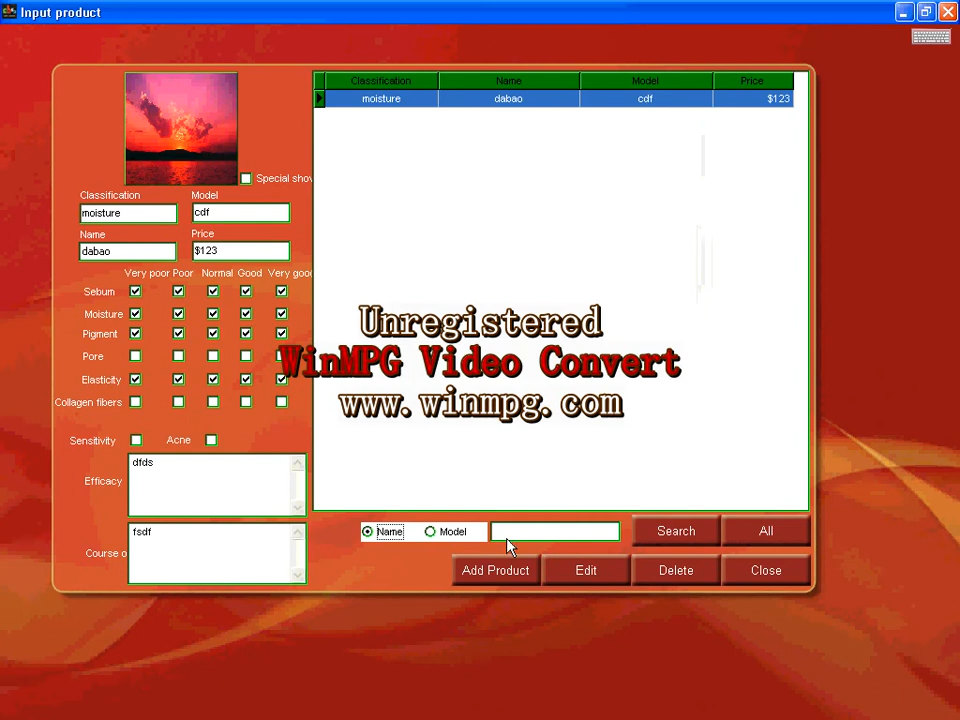 Input product
Classification Name Model Price
moisture dabao cdf $123
Special show
Classification Model
moisture cdf
Name Price
dabao $123
Very poor Poor Normal Good Very good
Sebum
Moisture
Pigment
Pore
Elasticity
Collagen fibers
Sensitivity Acne
Efficacy dfds
Course o fsdf
Unregistered
WinMPG Video Convert
www.winmpg.com
Name Model Search All
Add Product Edit Delete Close